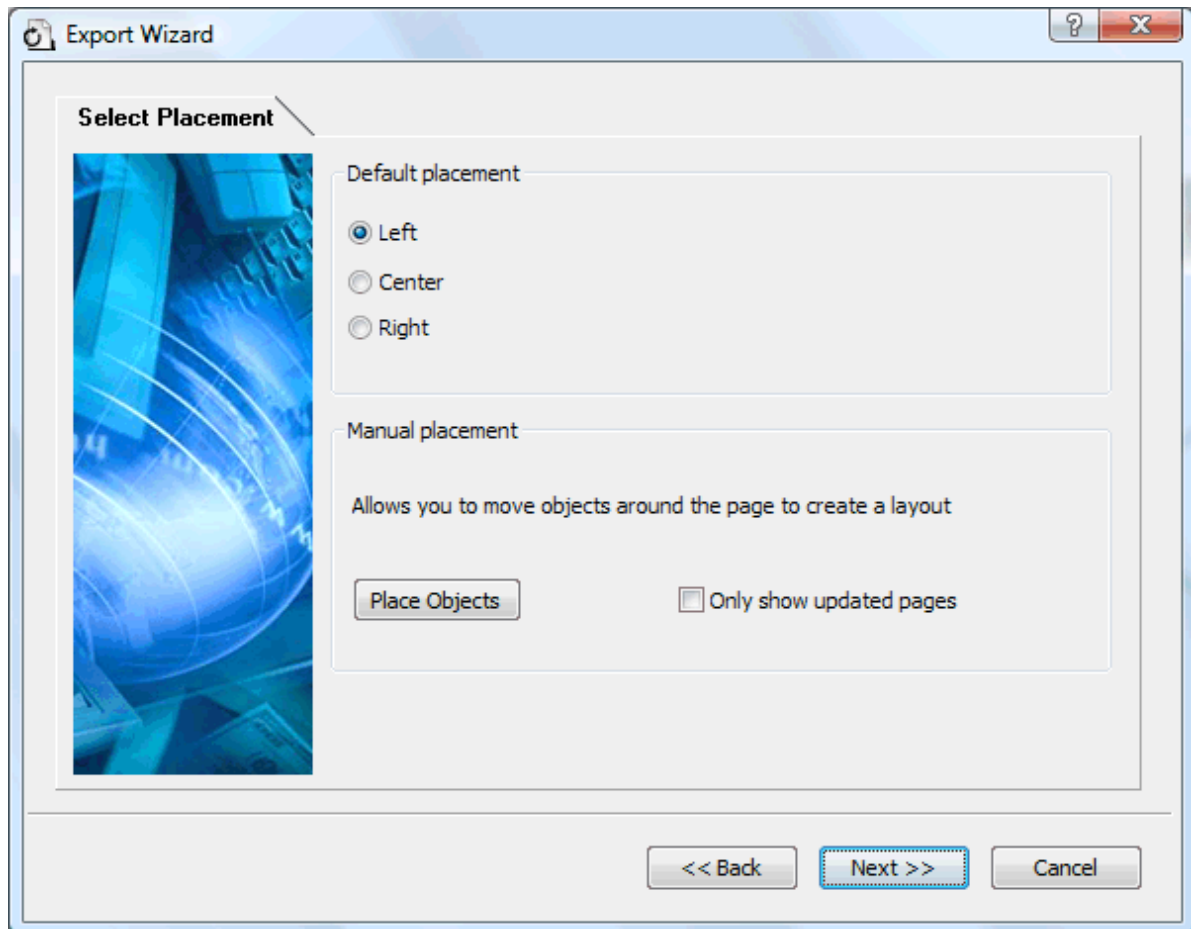 Export Wizard
Select Placement
Default placement
Left
Center
Right
Manual placement
Allows you to move objects around the page to create a layout
Place Objects
Only show updated pages
<< Back
Next >>
Cancel